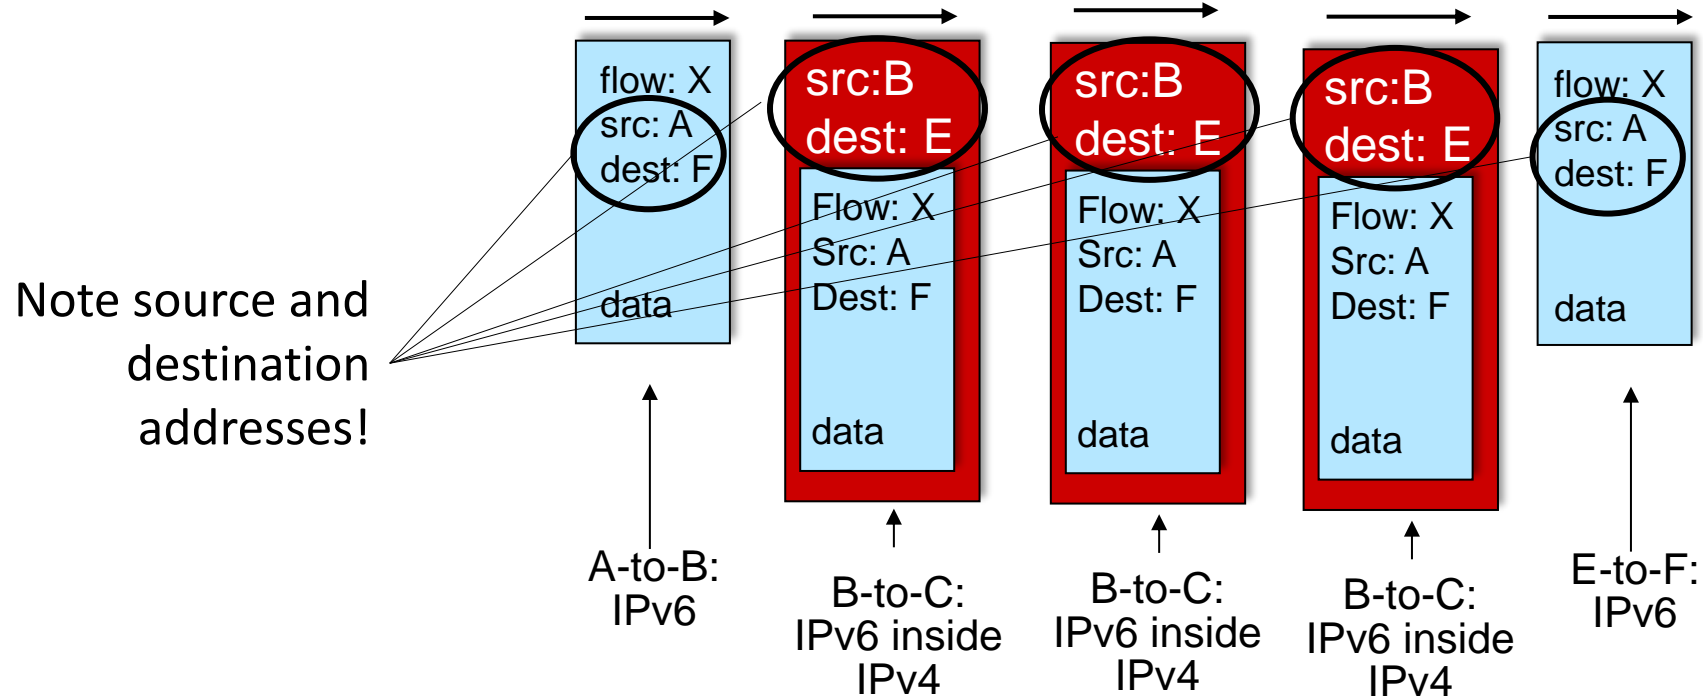 Note source and
destination
addresses!
flow: X
src: A
dest: F
data
A-to-B:
IPv6
src:B
dest: E
Flow: X
Src: A
Dest: F
data
B-to-C:
IPv6 inside
IPv4
src:B
dest: E
Flow: X
Src: A
Dest: F
data
B-to-C:
IPv6 inside
IPv4
src:B
dest: E
Flow: X
Src: A
Dest: F
data
B-to-C:
IPv6 inside
IPv4
flow: X
src: A
dest: F
data
E-to-F:
IPv6